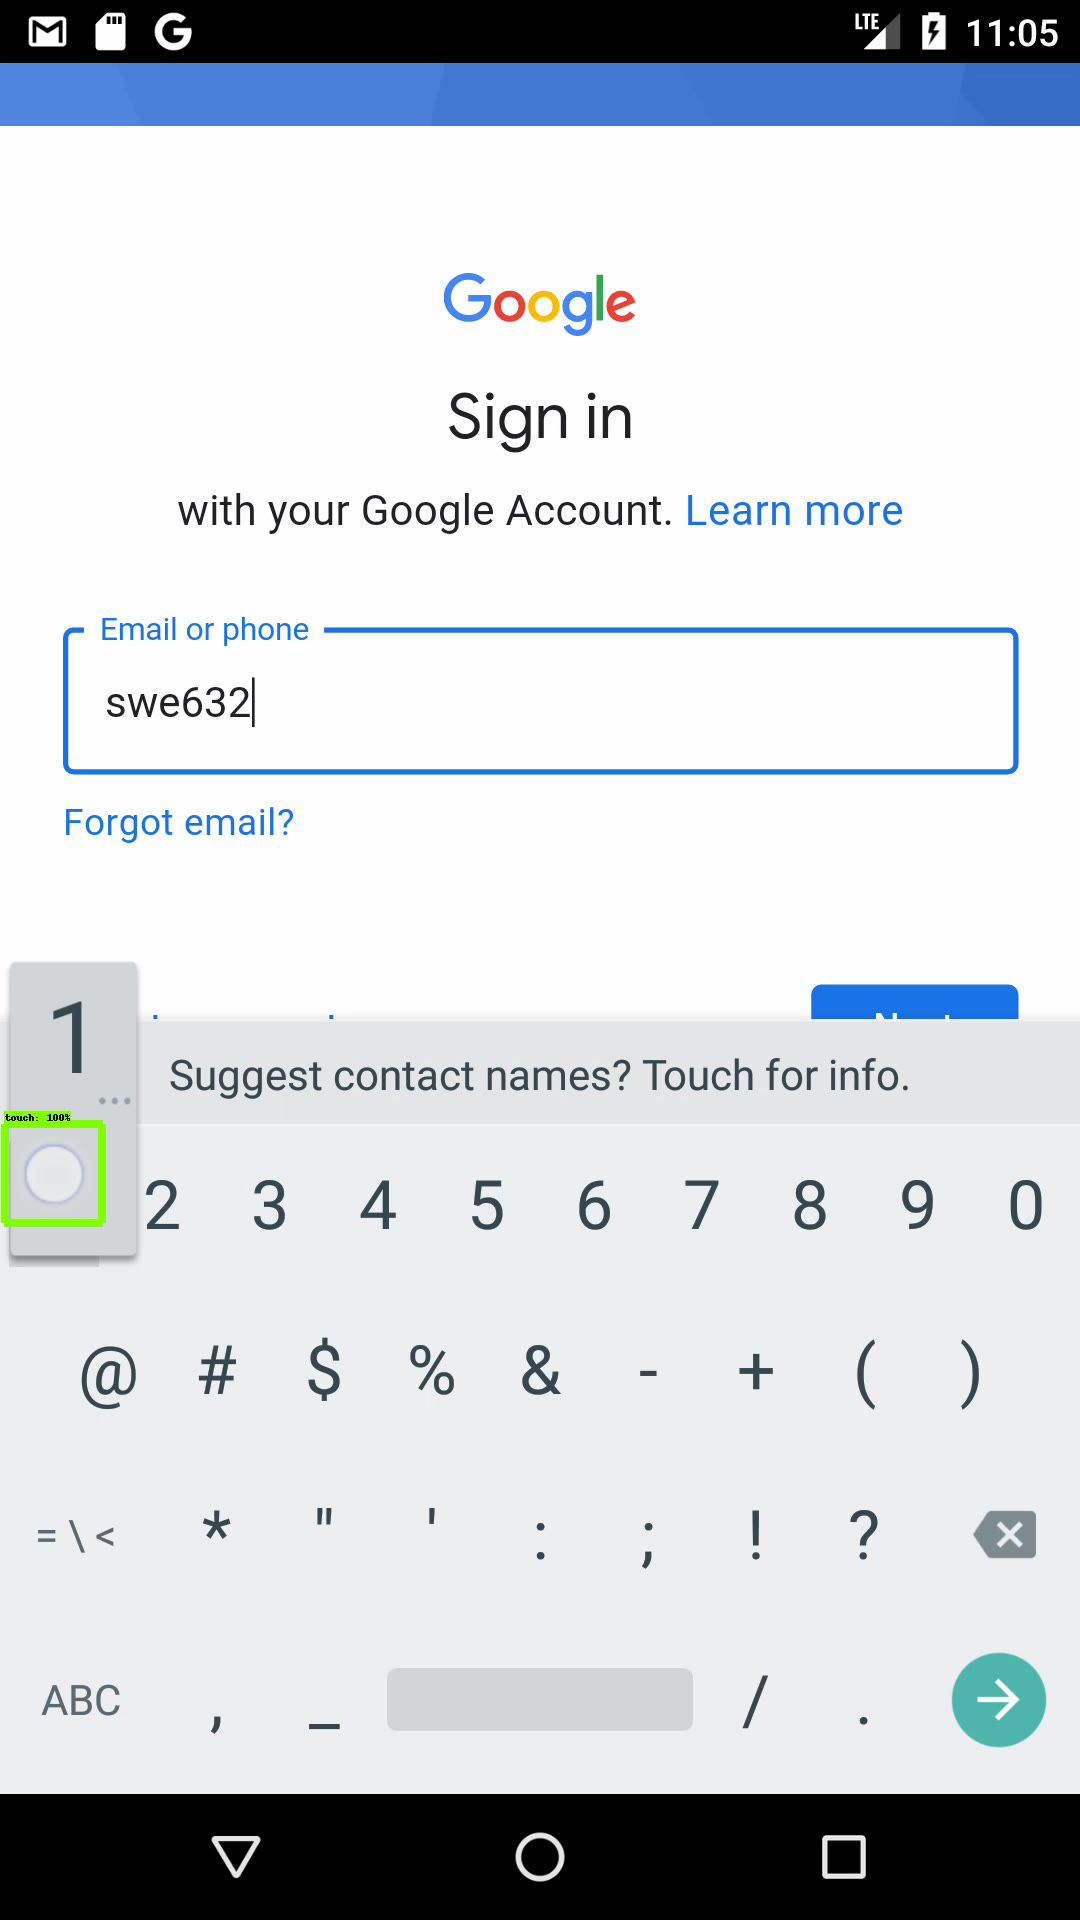 LTE 11:05
Google
Sign in
with your Google Account. Learn more
Email or phone
swe632
Forgot email?
Next
1
...
Suggest contact names? Touch for info.
touch: 100%
2 3 4 5 6 7 8 9 0
@ # $ % & - + ( )
= \ < * " ' : ; ! ?
ABC , _ / .